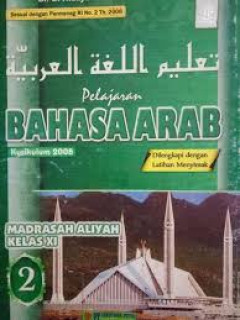 Sesuai dengan Permenag RI No. 2 Th. 2008
تعليم اللغة العربية
Pelajaran
BAHASA ARAB
Kurikulum 2008
Dilengkapi dengan
Latihan Menyimak
MADRASAH ALIYAH
KELAS XI
2